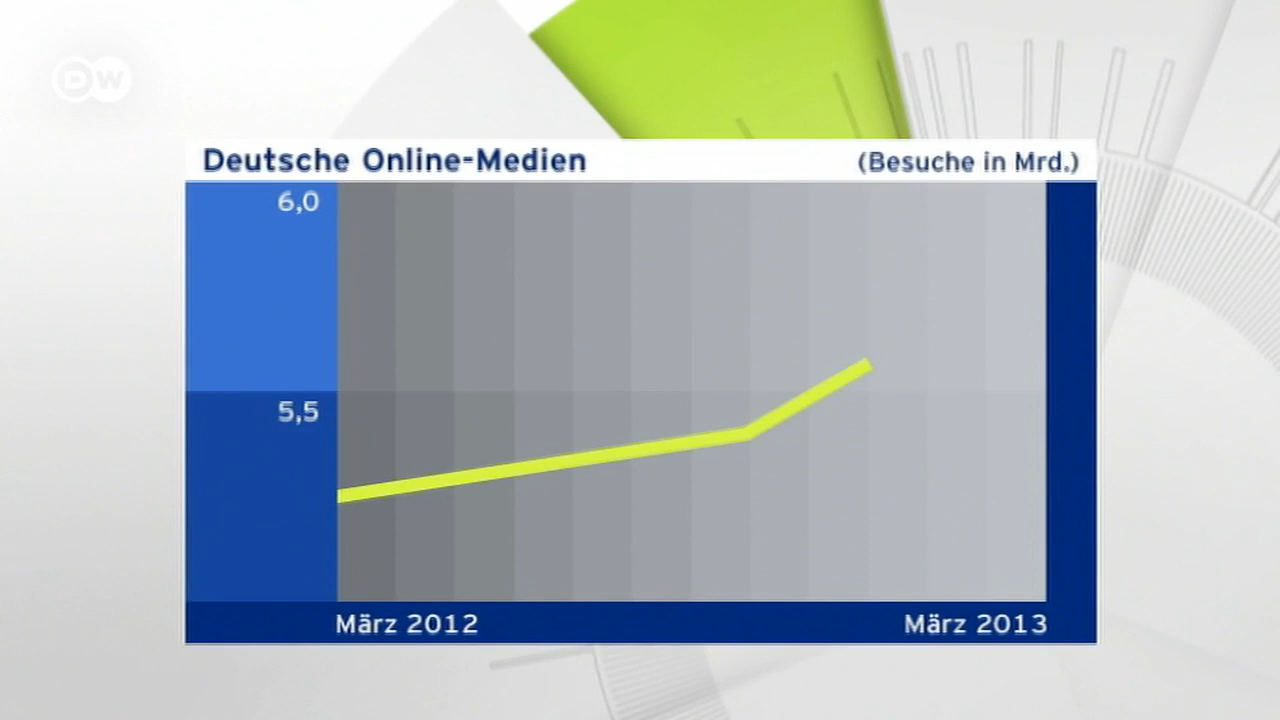 DW
Deutsche Online-Medien (Besuche in Mrd.)
6,0
5,5
März 2012 März 2013